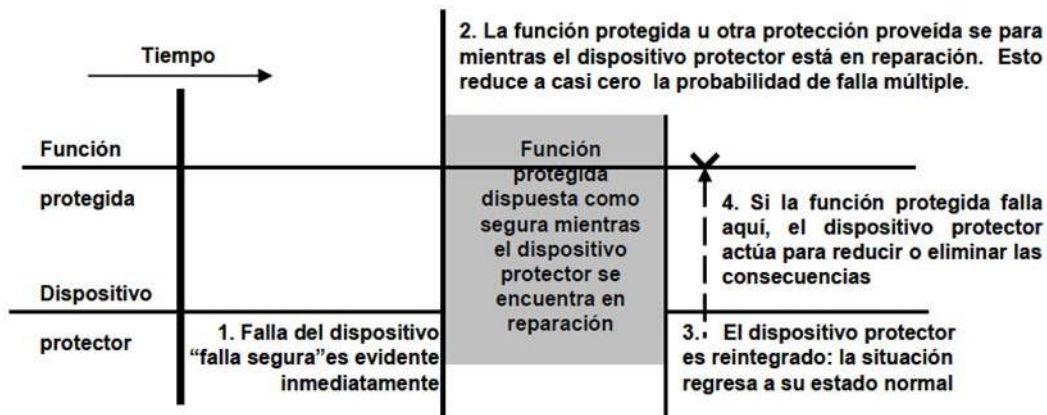 Tiempo
2. La función protegida u otra protección proveída se para
mientras el dispositivo protector está en reparación. Esto
reduce a casi cero la probabilidad de falla múltiple.
Función
protegida
Función
protegida
dispuesta como
segura mientras
el dispositivo
protector se
encuentra en
reparación
4. Si la función protegida falla
aquí, el dispositivo protector
actúa para reducir o eliminar las
consecuencias
Dispositivo
protector
1. Falla del dispositivo
“falla segura”es evidente
inmediatamente
3. El dispositivo protector
es reintegrado: la situación
regresa a su estado normal